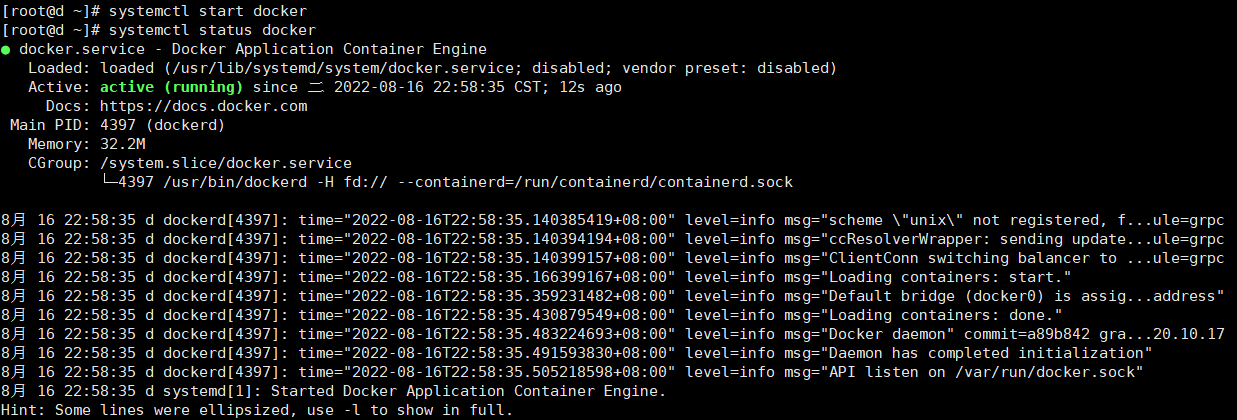 [root@d ~]# systemctl start docker
[root@d ~]# systemctl status docker
● docker.service - Docker Application Container Engine
   Loaded: loaded (/usr/lib/systemd/system/docker.service; disabled; vendor preset: disabled)
   Active: active (running) since 二 2022-08-16 22:58:35 CST; 12s ago
     Docs: https://docs.docker.com
 Main PID: 4397 (dockerd)
   Memory: 32.2M
   CGroup: /system.slice/docker.service
           └─4397 /usr/bin/dockerd -H fd:// --containerd=/run/containerd/containerd.sock

8月 16 22:58:35 d dockerd[4397]: time="2022-08-16T22:58:35.140385419+08:00" level=info msg="scheme \"unix\" not registered, f...ule=grpc
8月 16 22:58:35 d dockerd[4397]: time="2022-08-16T22:58:35.140394194+08:00" level=info msg="ccResolverWrapper: sending update...ule=grpc
8月 16 22:58:35 d dockerd[4397]: time="2022-08-16T22:58:35.140399157+08:00" level=info msg="ClientConn switching balancer to ...ule=grpc
8月 16 22:58:35 d dockerd[4397]: time="2022-08-16T22:58:35.166399167+08:00" level=info msg="Loading containers: start."
8月 16 22:58:35 d dockerd[4397]: time="2022-08-16T22:58:35.359231482+08:00" level=info msg="Default bridge (docker0) is assig...address"
8月 16 22:58:35 d dockerd[4397]: time="2022-08-16T22:58:35.430879549+08:00" level=info msg="Loading containers: done."
8月 16 22:58:35 d dockerd[4397]: time="2022-08-16T22:58:35.483224693+08:00" level=info msg="Docker daemon" commit=a89b842 gra...20.10.17
8月 16 22:58:35 d dockerd[4397]: time="2022-08-16T22:58:35.491593830+08:00" level=info msg="Daemon has completed initialization"
8月 16 22:58:35 d dockerd[4397]: time="2022-08-16T22:58:35.505218598+08:00" level=info msg="API listen on /var/run/docker.sock"
8月 16 22:58:35 d systemd[1]: Started Docker Application Container Engine.
Hint: Some lines were ellipsized, use -l to show in full.